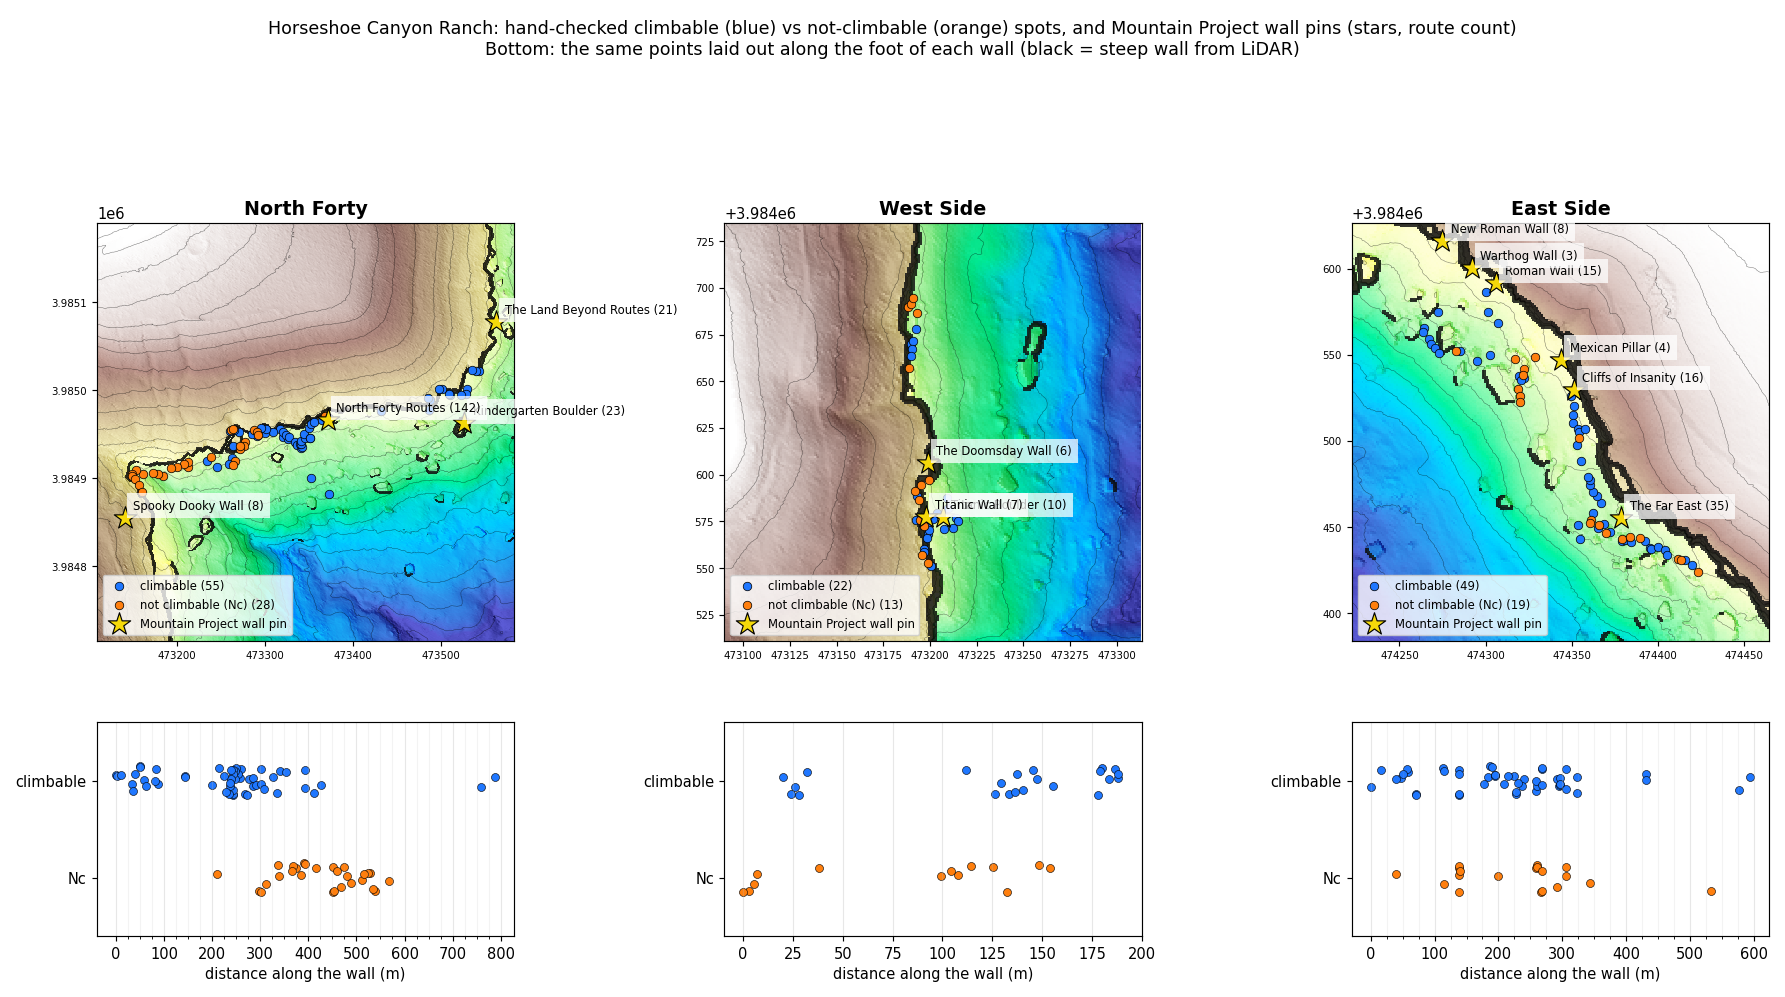 Horseshoe Canyon Ranch: hand-checked climbable (blue) vs not-climbable (orange) spots, and Mountain Project wall pins (stars, route count)
Bottom: the same points laid out along the foot of each wall (black = steep wall from LiDAR)
North Forty
1e6
3.9851
3.9850
3.9849
3.9848
The Land Beyond Routes (21)
North Forty Routes (142)
Kindergarten Boulder (23)
Spooky Dooky Wall (8)
climbable (55)
not climbable (Nc) (28)
Mountain Project wall pin
473200 473300 473400 473500
West Side
+3.984e6
725
700
675
650
625
600
575
550
525
The Doomsday Wall (6)
Titanic Wall (7)
er (10)
climbable (22)
not climbable (Nc) (13)
Mountain Project wall pin
473100 473125 473150 473175 473200 473225 473250 473275 473300
East Side
+3.984e6
600
550
500
450
400
New Roman Wall (8)
Warthog Wall (3)
Roman Wall (15)
Mexican Pillar (4)
Cliffs of Insanity (16)
The Far East (35)
climbable (49)
not climbable (Nc) (19)
Mountain Project wall pin
474250 474300 474350 474400 474450
climbable
Nc
0 100 200 300 400 500 600 700 800
distance along the wall (m)
climbable
Nc
0 25 50 75 100 125 150 175 200
distance along the wall (m)
climbable
Nc
0 100 200 300 400 500 600
distance along the wall (m)